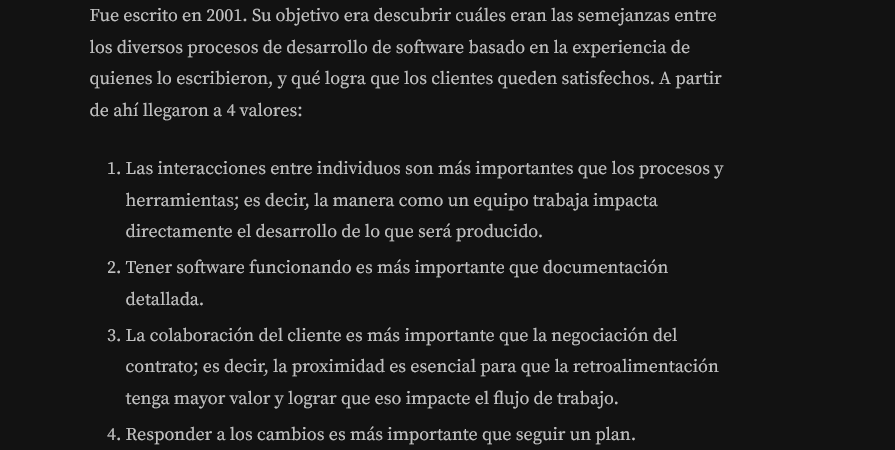 Fue escrito en 2001. Su objetivo era descubrir cuáles eran las semejanzas entre
los diversos procesos de desarrollo de software basado en la experiencia de
quienes lo escribieron, y qué logra que los clientes queden satisfechos. A partir
de ahí llegaron a 4 valores:
1. Las interacciones entre individuos son más importantes que los procesos y
herramientas; es decir, la manera como un equipo trabaja impacta
directamente el desarrollo de lo que será producido.
2. Tener software funcionando es más importante que documentación
detallada.
3. La colaboración del cliente es más importante que la negociación del
contrato; es decir, la proximidad es esencial para que la retroalimentación
tenga mayor valor y lograr que eso impacte el flujo de trabajo.
4. Responder a los cambios es más importante que seguir un plan.